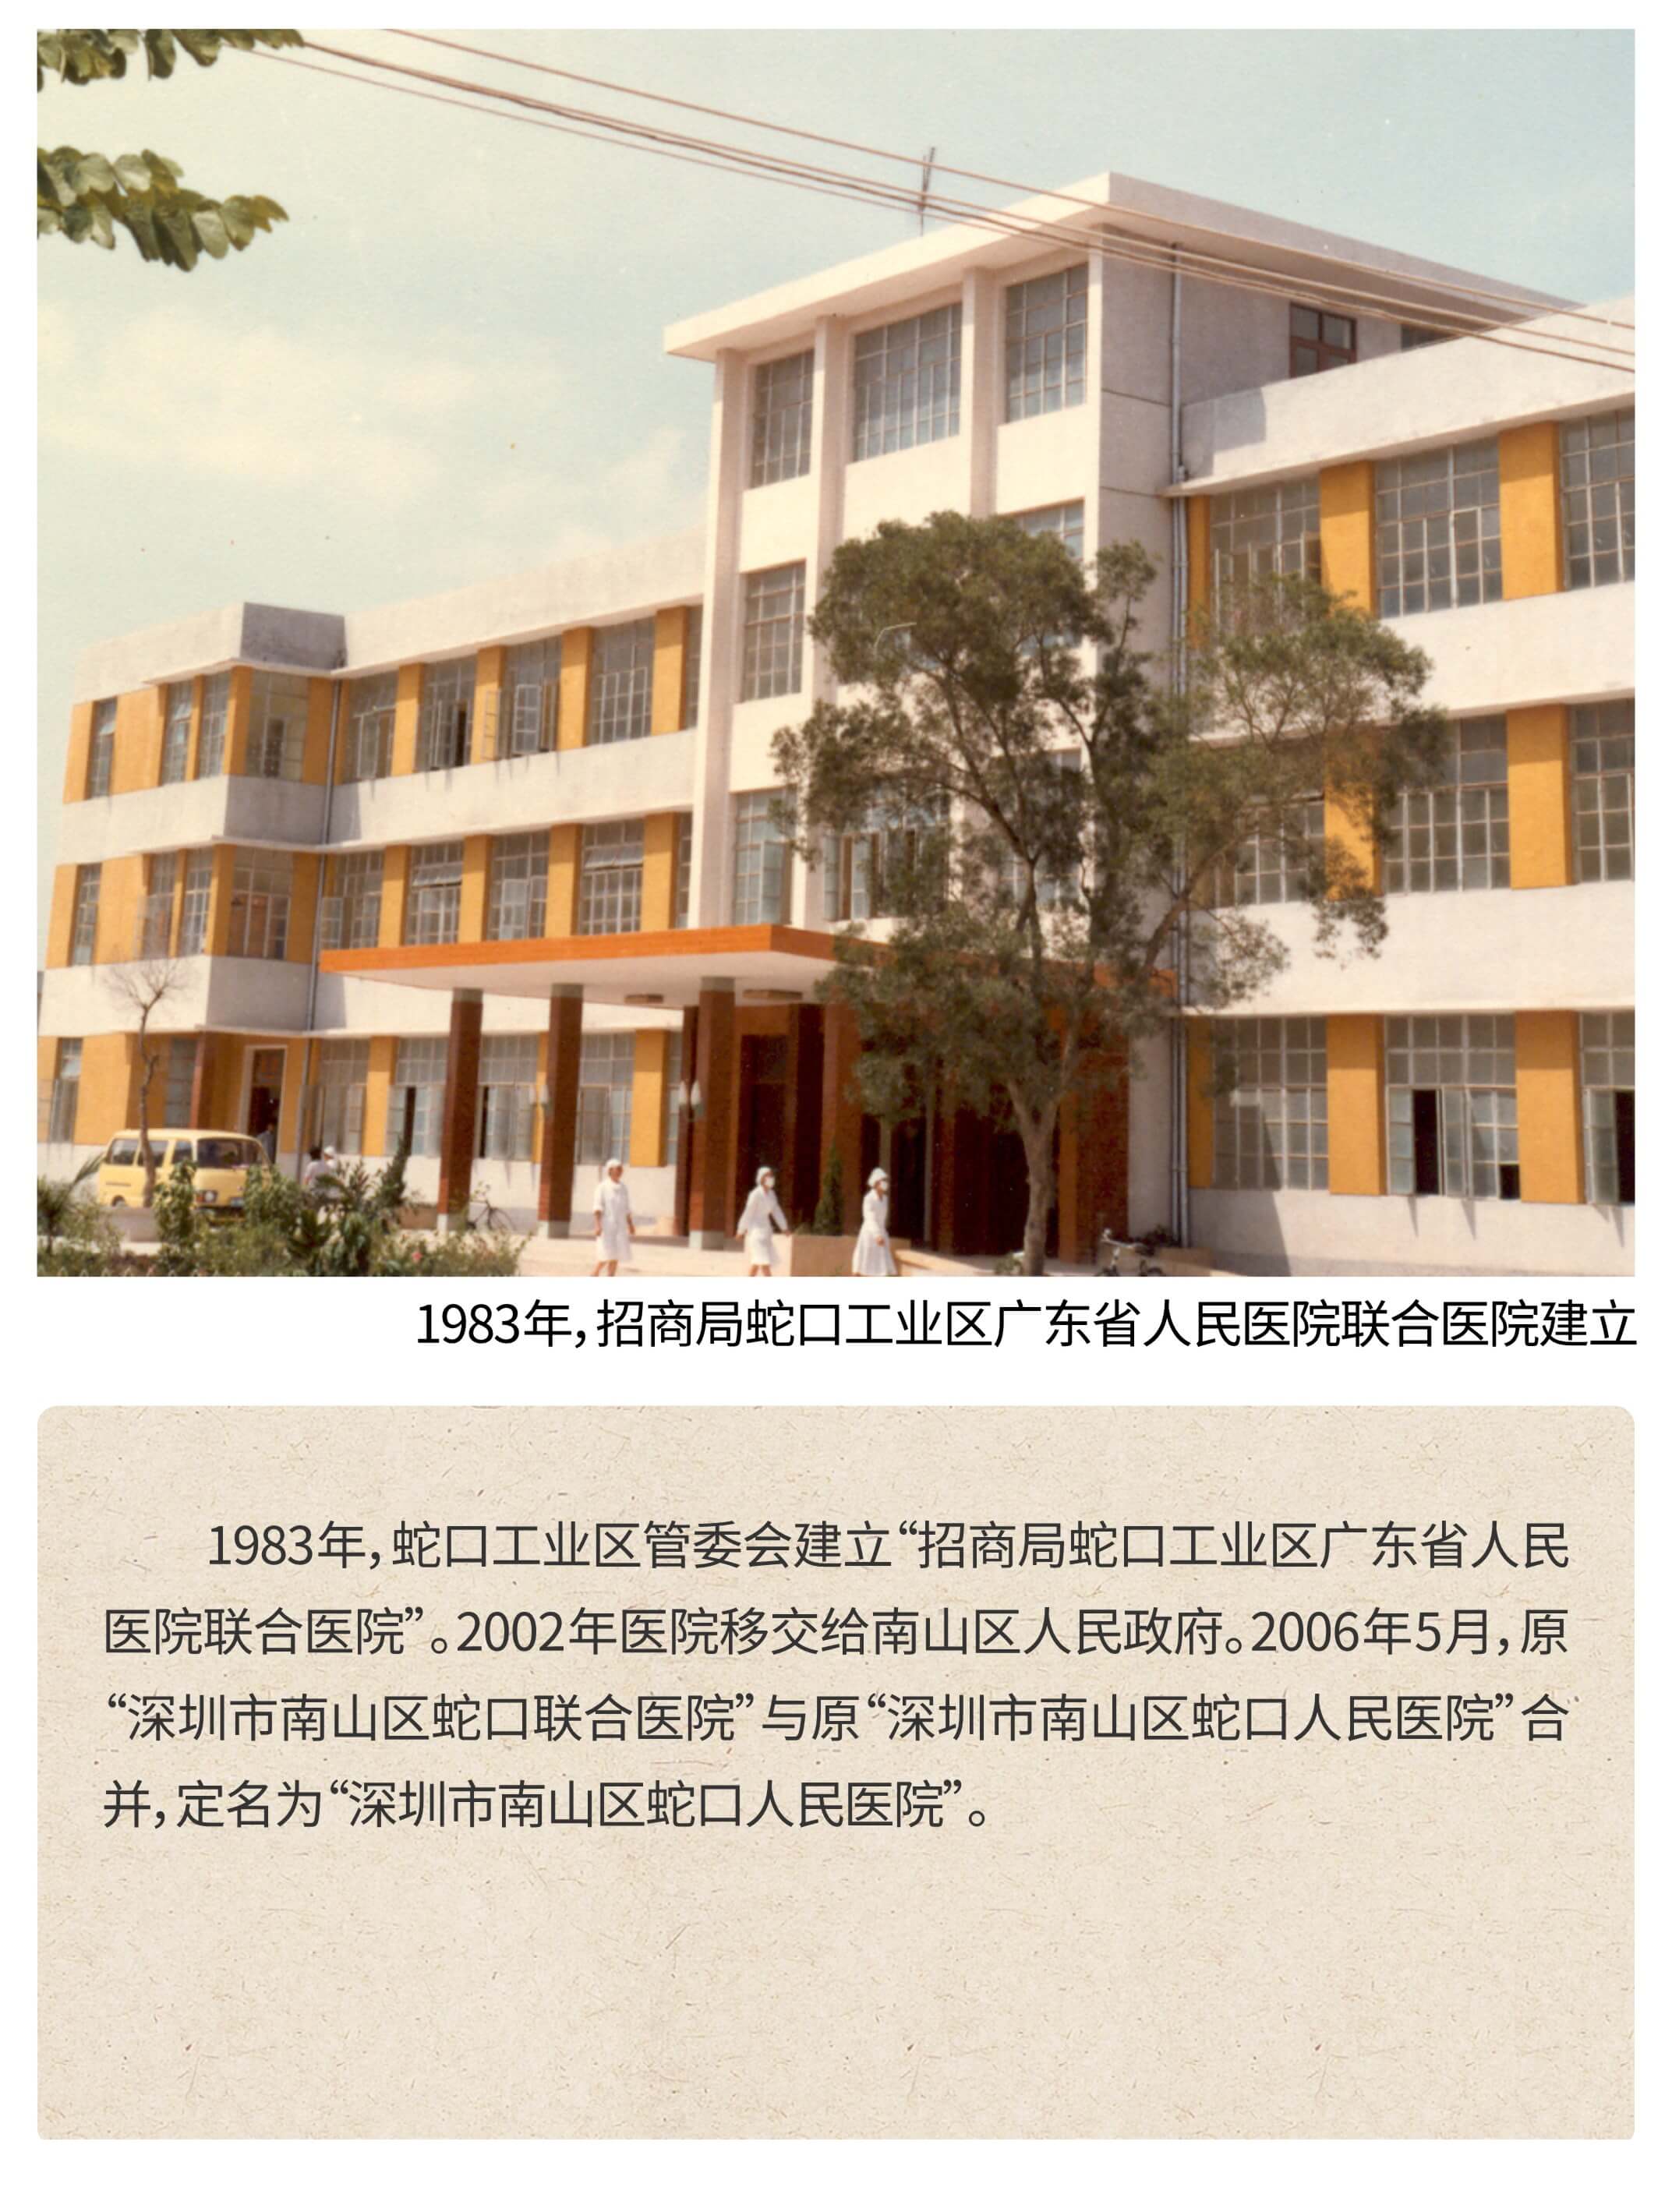 1983年，招商局蛇口工业区广东省人民医院联合医院建立
1983年，蛇口工业区管委会建立“招商局蛇口工业区广东省人民
医院联合医院”。2002年医院移交给南山区人民政府。2006年5月，原
“深圳市南山区蛇口联合医院”与原“深圳市南山区蛇口人民医院”合
并，定名为“深圳市南山区蛇口人民医院”。